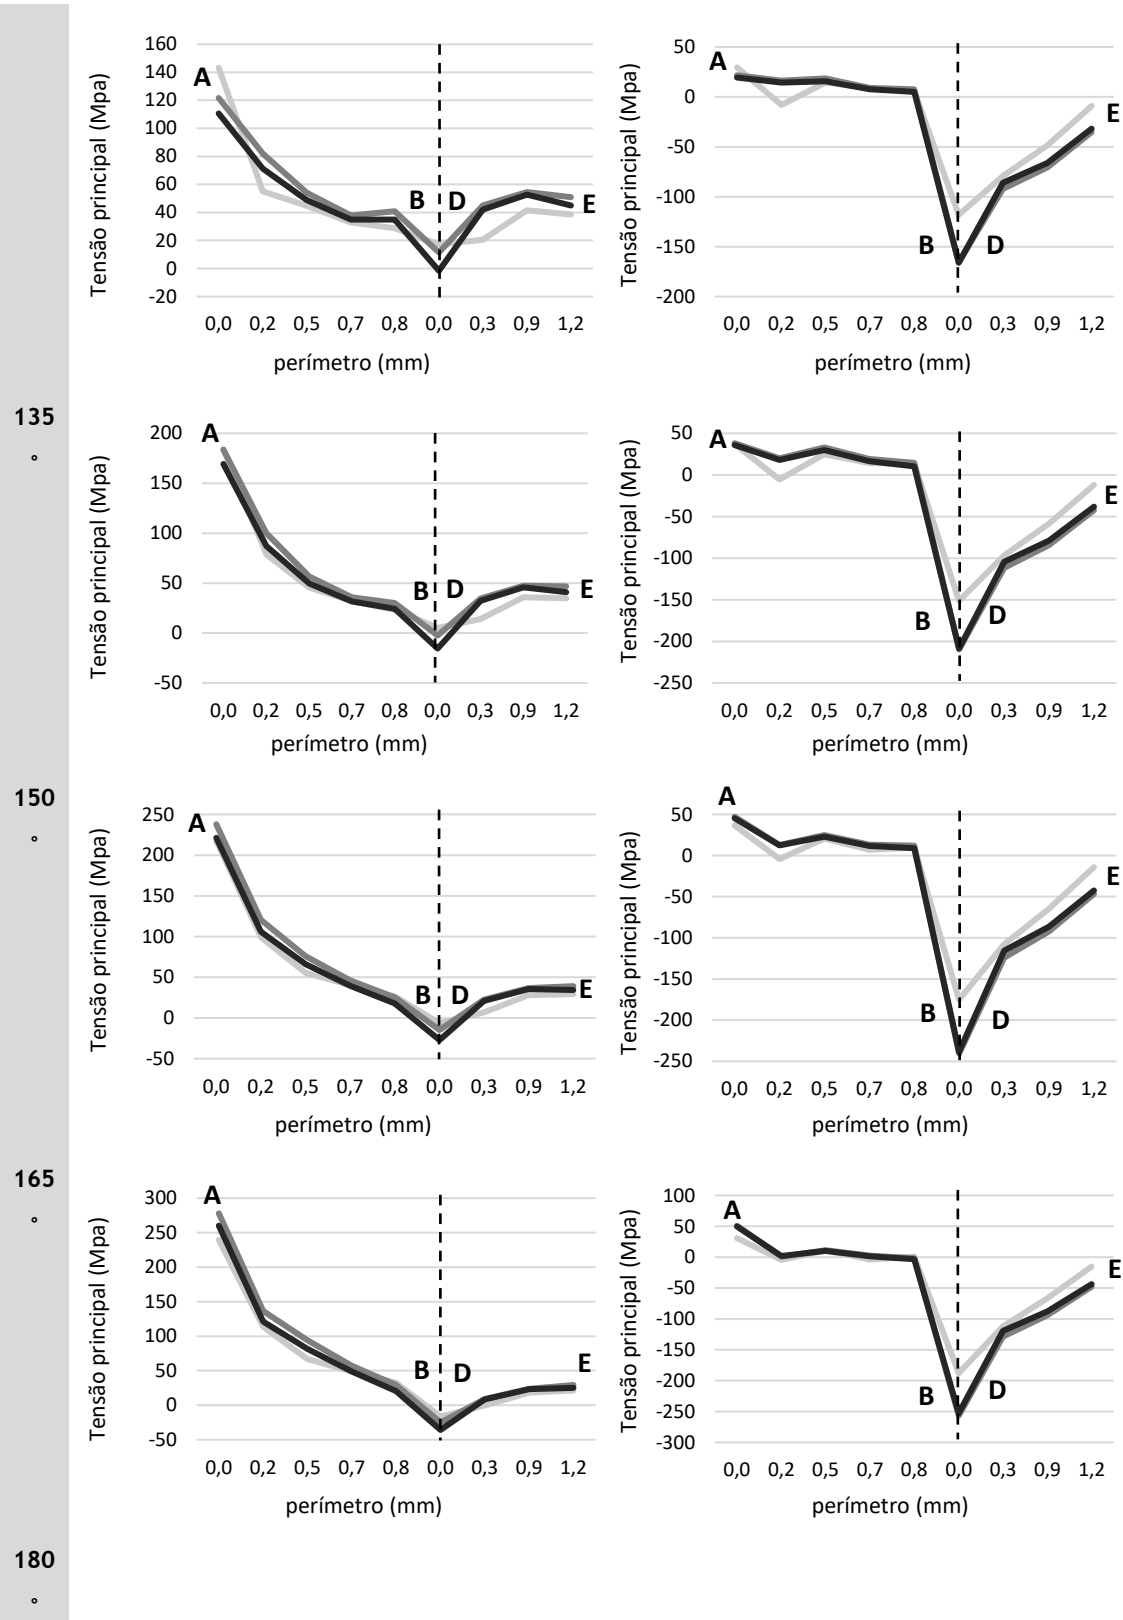 160
140
120
100
80
60
40
20
0
-20
Tensão principal (Mpa)
A
B
D
E
0,0 0,2 0,5 0,7 0,8 0,0 0,3 0,9 1,2
perímetro (mm)
50
0
-50
-100
-150
-200
Tensão principal (Mpa)
A
B
D
E
0,0 0,2 0,5 0,7 0,8 0,0 0,3 0,9 1,2
perímetro (mm)
135
°
200
150
100
50
0
-50
Tensão principal (Mpa)
A
B
D
E
0,0 0,2 0,5 0,7 0,8 0,0 0,3 0,9 1,2
perímetro (mm)
50
0
-50
-100
-150
-200
-250
Tensão principal (Mpa)
A
B
D
E
0,0 0,2 0,5 0,7 0,8 0,0 0,3 0,9 1,2
perímetro (mm)
150
°
250
200
150
100
50
0
-50
Tensão principal (Mpa)
A
B
D
E
0,0 0,2 0,5 0,7 0,8 0,0 0,3 0,9 1,2
perímetro (mm)
50
0
-50
-100
-150
-200
-250
Tensão principal (Mpa)
A
B
D
E
0,0 0,2 0,5 0,7 0,8 0,0 0,3 0,9 1,2
perímetro (mm)
165
°
300
250
200
150
100
50
0
-50
Tensão principal (Mpa)
A
B
D
E
0,0 0,2 0,5 0,7 0,8 0,0 0,3 0,9 1,2
perímetro (mm)
100
50
0
-50
-100
-150
-200
-250
-300
Tensão principal (Mpa)
A
B
D
E
0,0 0,2 0,5 0,7 0,8 0,0 0,3 0,9 1,2
perímetro (mm)
180
°